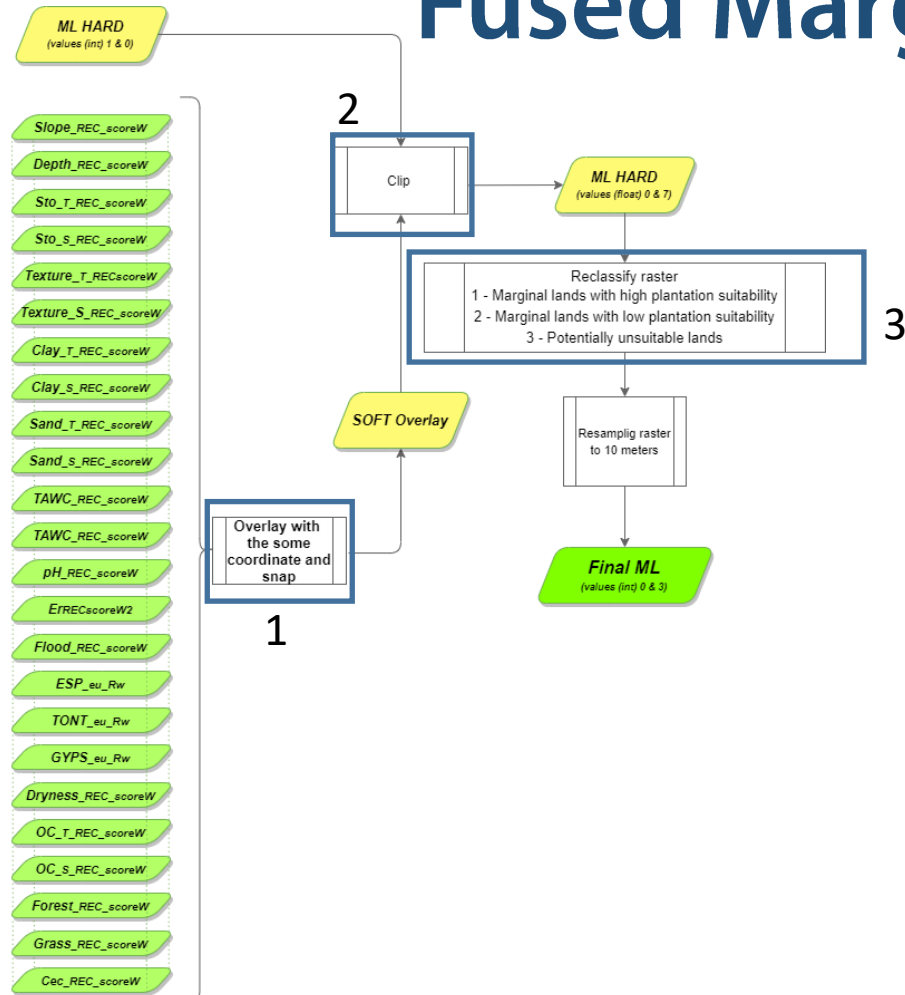 Fused Marg
ML HARD
(values (int) 1 & 0)
Slope_REC_scoreW
Depth_REC_scoreW
Sto_T_REC_scoreW
Sto_S_REC_scoreW
Texture_T_RECscoreW
Texture_S_REC_scoreW
Clay_T_REC_scoreW
Clay_S_REC_scoreW
Sand_T_REC_scoreW
Sand_S_REC_scoreW
TAWC_REC_scoreW
TAWC_REC_scoreW
pH_REC_scoreW
ErRECscoreW2
Flood_REC_scoreW
ESP_eu_Rw
TONT_eu_Rw
GYPS_eu_Rw
Dryness_REC_scoreW
OC_T_REC_scoreW
OC_S_REC_scoreW
Forest_REC_scoreW
Grass_REC_scoreW
Cec_REC_scoreW
Overlay with
the some
coordinate and
snap
1
SOFT Overlay
2
Clip
ML HARD
(values (float) 0 & 7)
Reclassify raster
1 - Marginal lands with high plantation suitability
2 - Marginal lands with low plantation suitability
3 - Potentially unsuitable lands
3
Resamplig raster
to 10 meters
Final ML
(values (int) 0 & 3)